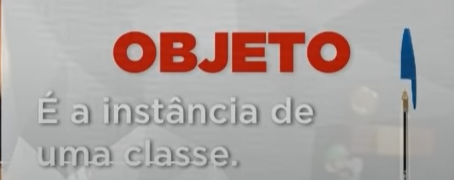 OBJETO
É a instância de
uma classe.